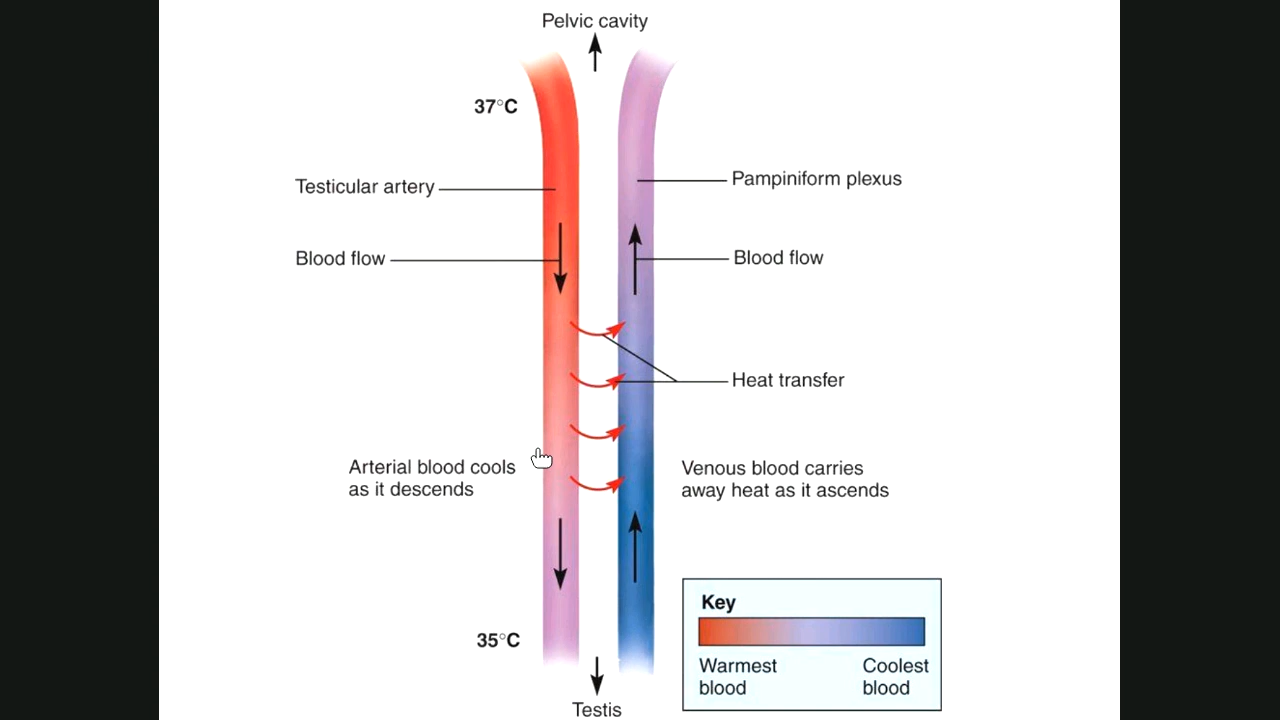 Pelvic cavity
37°C
Testicular artery
Pampiniform plexus
Blood flow
Blood flow
Heat transfer
Arterial blood cools
as it descends
Venous blood carries
away heat as it ascends
Key
Warmest
blood
Coolest
blood
35°C
Testis